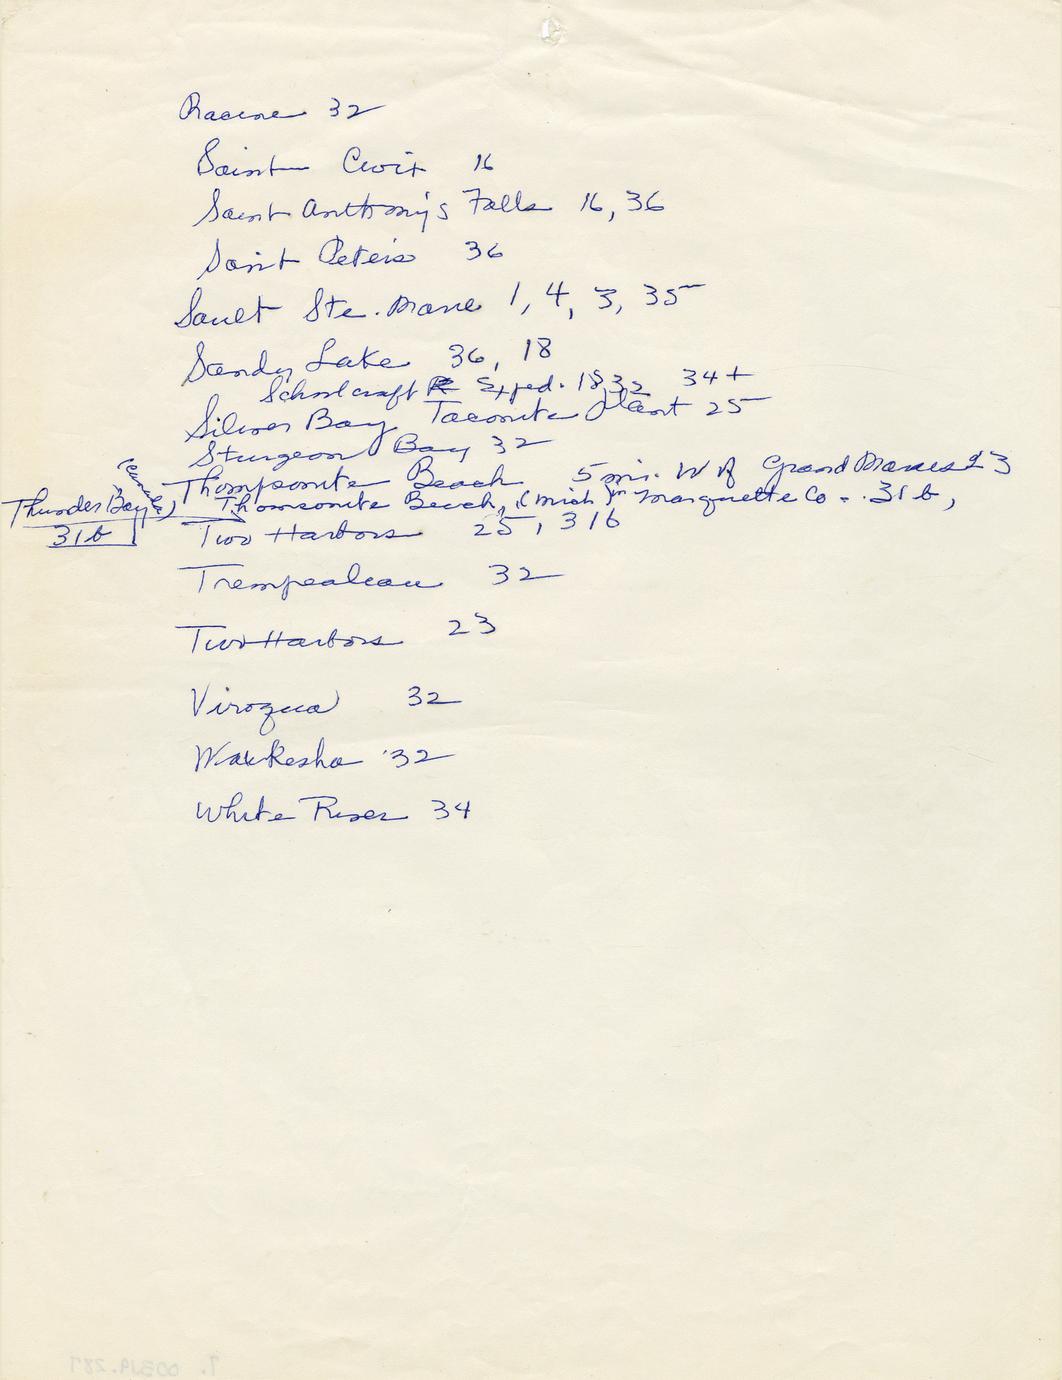 Racine 32
Saint Croix 16
Saint Anthony's Falls 16, 36
Saint Peters 36
Sault Ste. Marie 1, 4, 3, 35
Sandy Lake 36, 18
Schoolcraft Exped. 1832 34+
Silver Bay Taconite Plant 25
Sturgeon Bay 32
Thompsonite Beach 5 mi. W of Grand Marais 23
Thunder Bay
Thomsonite Beach, (Mich) in Marquette Co - 31b,
31b
Two Harbors 25, 31b
Trempealeau 32
Two Harbors 23
Viroqua 32
Waukesha 32
White River 34